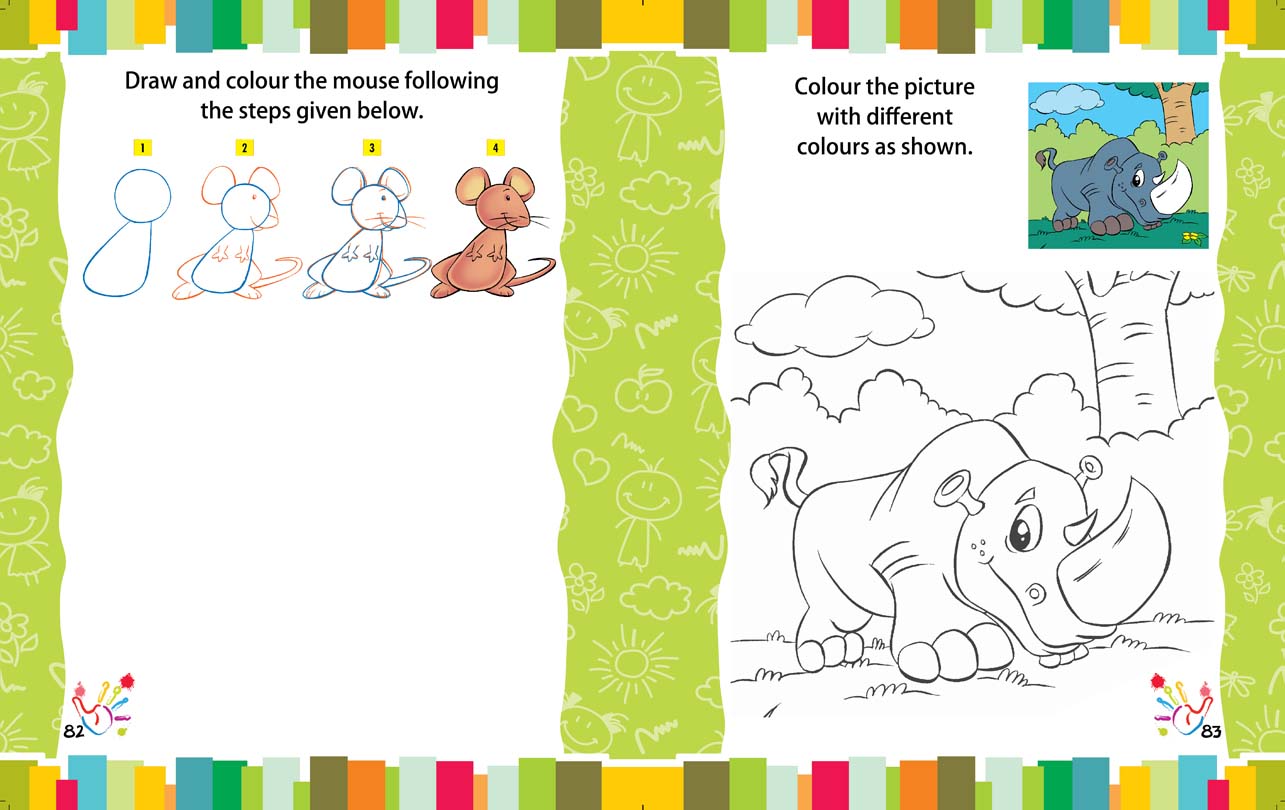 Draw and colour the mouse following
the steps given below.
1
2
3
4
82
Colour the picture
with different
colours as shown.
83